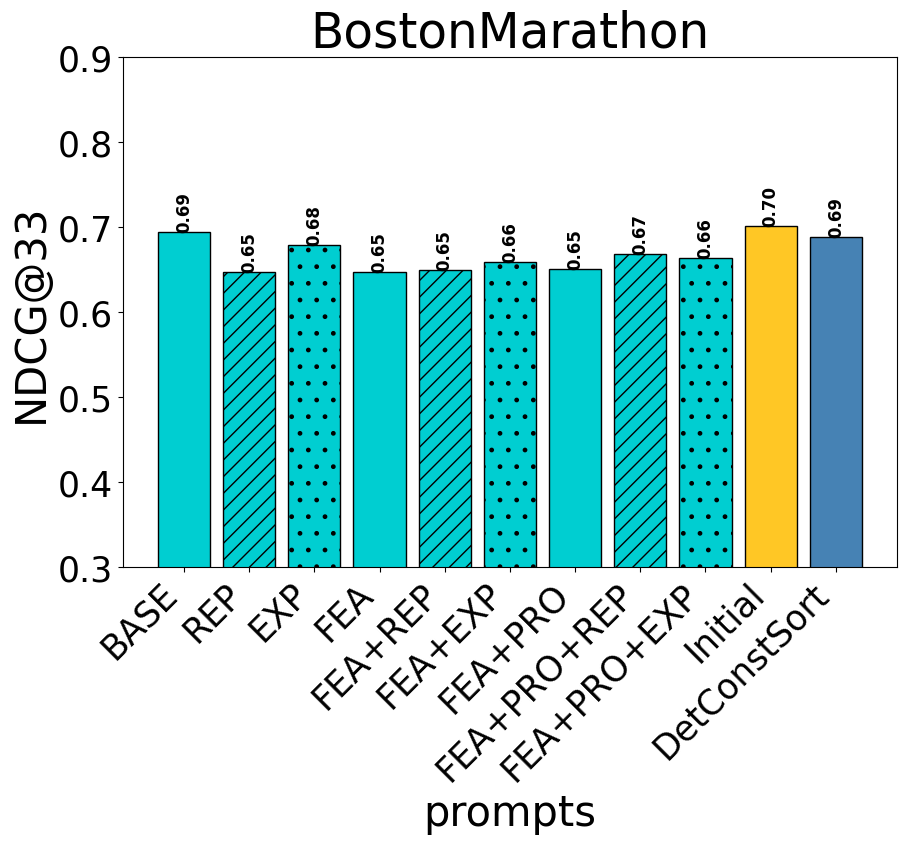 BostonMarathon
NDCG@33
0.9
0.8
0.7
0.6
0.5
0.4
0.3
0.69
0.65
0.68
0.65
0.65
0.66
0.65
0.67
0.66
0.70
0.69
BASE
REP
EXP
FEA
FEA+REP
FEA+EXP
FEA+PRO
FEA+PRO+REP
FEA+PRO+EXP
Initial
DetConstSort
prompts